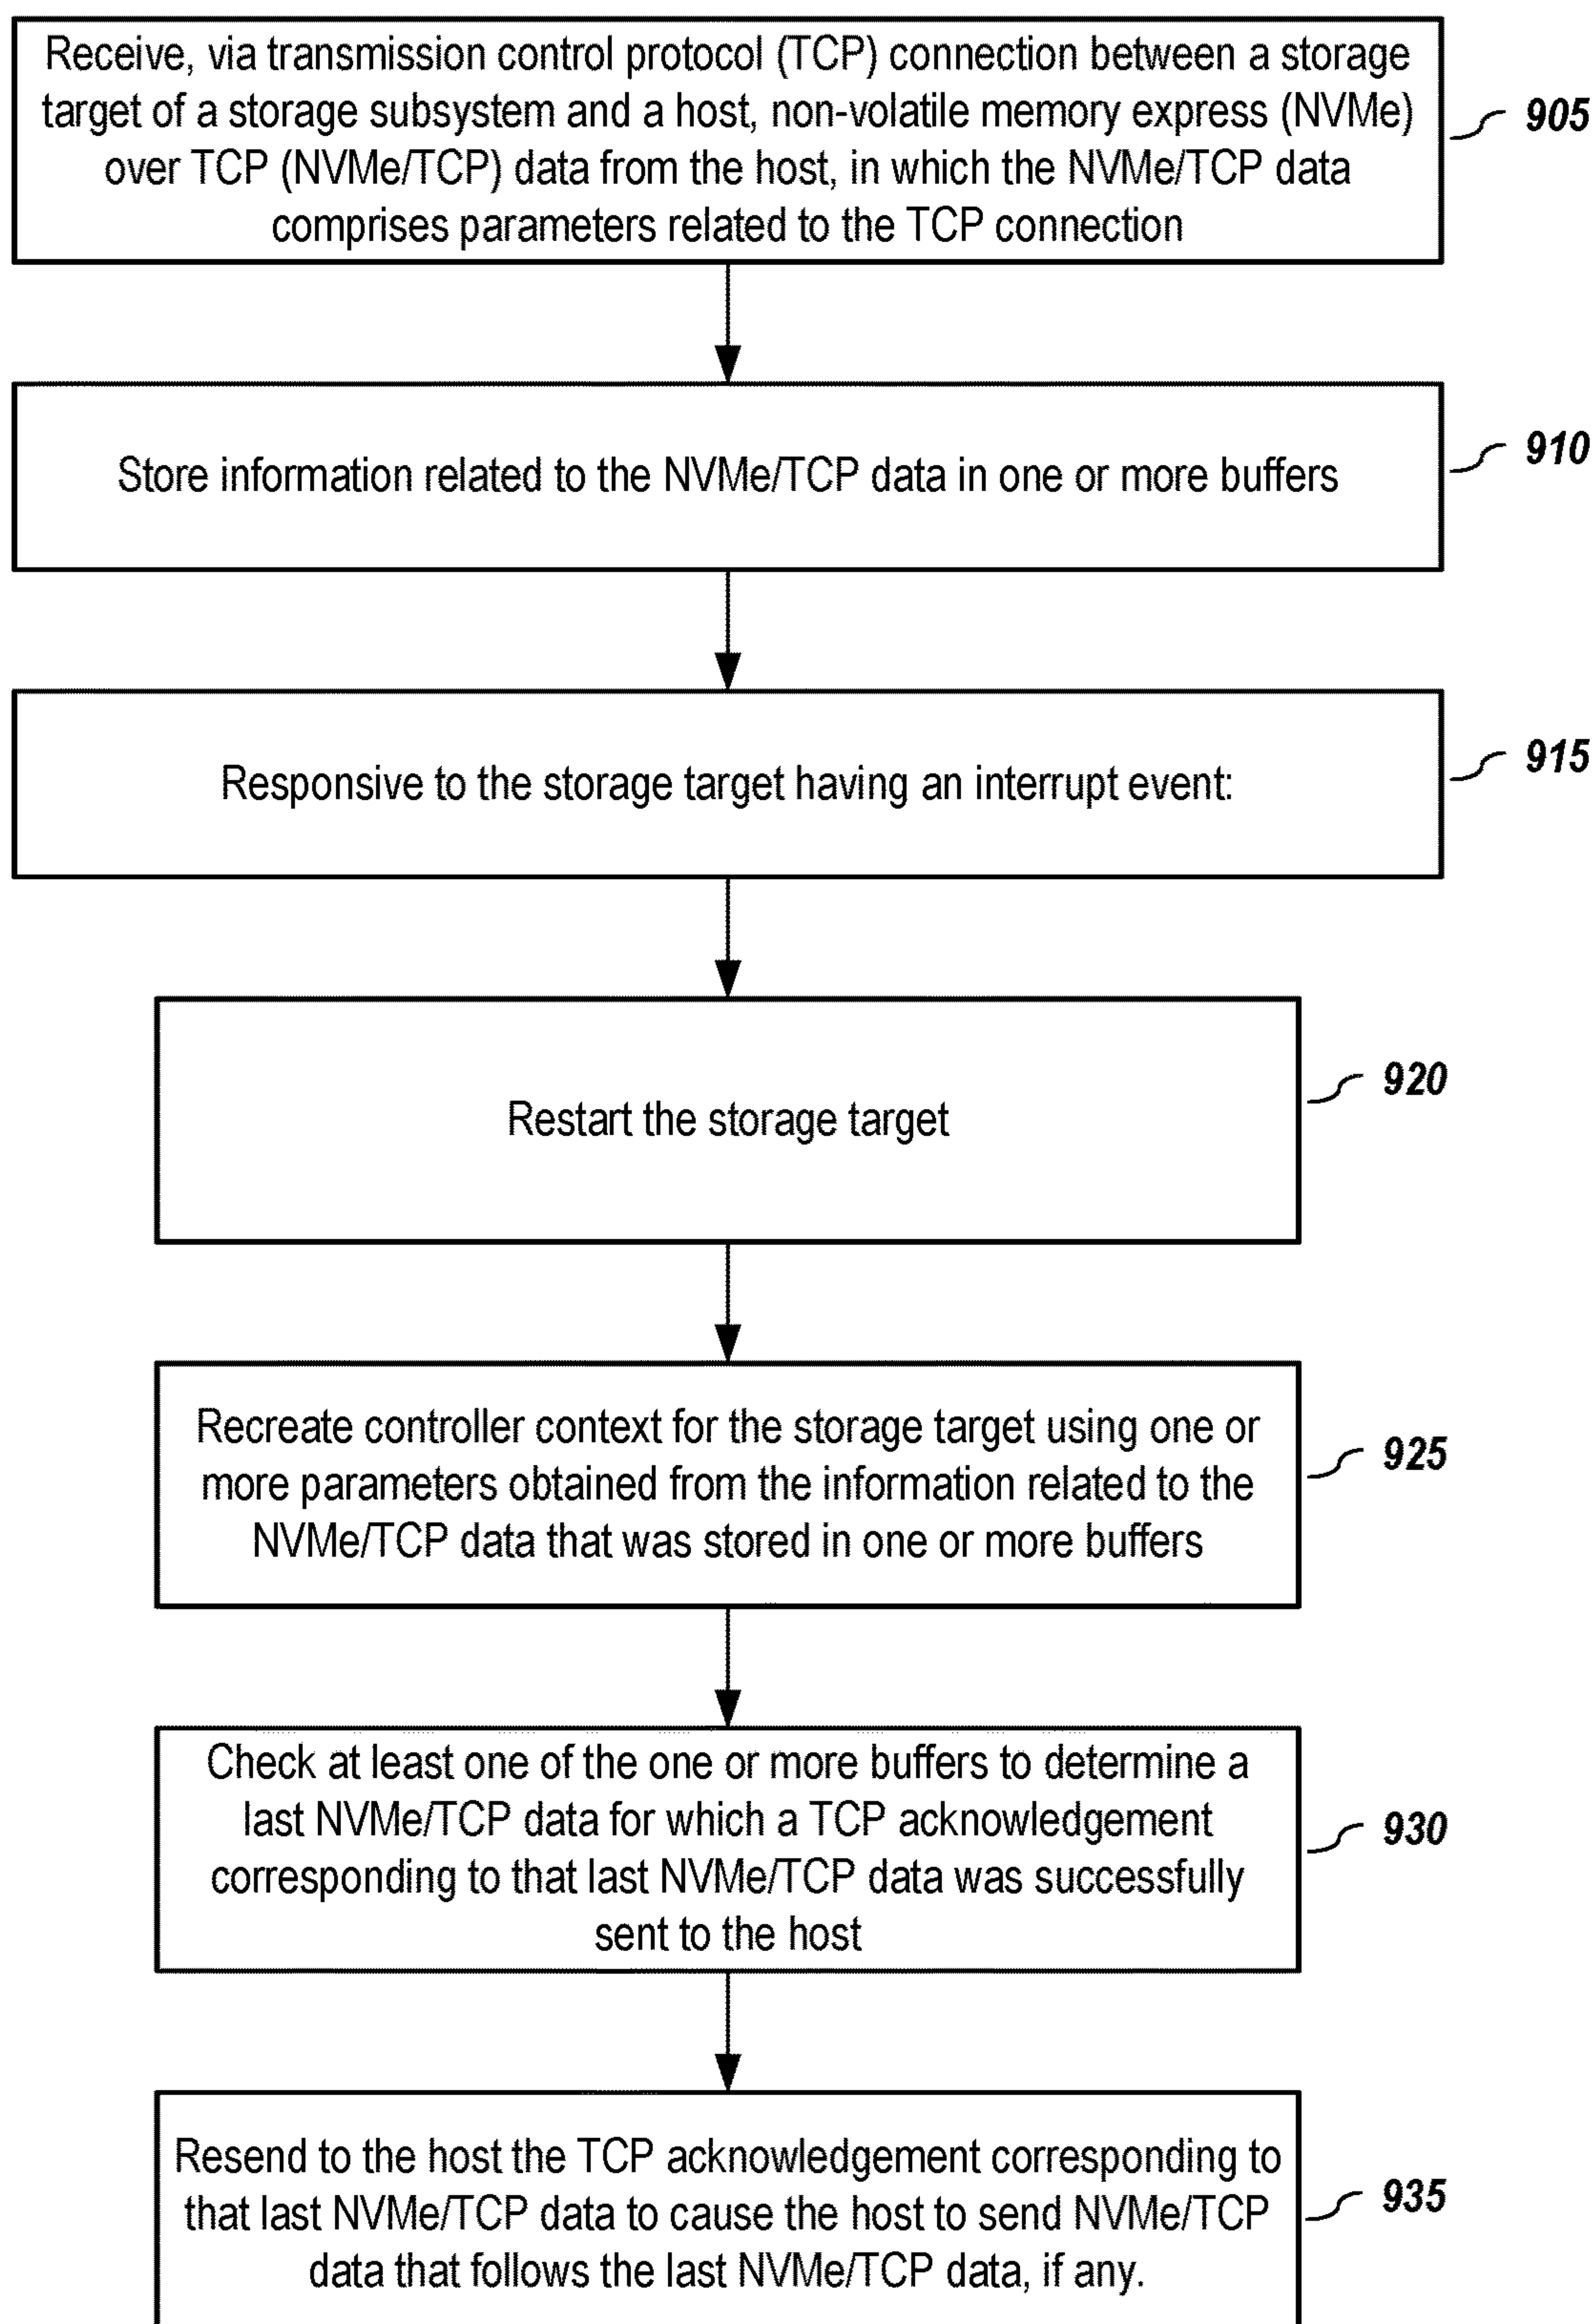 Receive, via transmission control protocol (TCP) connection between a storage
target of a storage subsystem and a host, non-volatile memory express (NVMe)
over TCP (NVMe/TCP) data from the host, in which the NVMe/TCP data
comprises parameters related to the TCP connection
905
Store information related to the NVMe/TCP data in one or more buffers
910
Responsive to the storage target having an interrupt event:
915
Restart the storage target
920
Recreate controller context for the storage target using one or
more parameters obtained from the information related to the
NVMe/TCP data that was stored in one or more buffers
925
Check at least one of the one or more buffers to determine a
last NVMe/TCP data for which a TCP acknowledgement
corresponding to that last NVMe/TCP data was successfully
sent to the host
930
Resend to the host the TCP acknowledgement corresponding to
that last NVMe/TCP data to cause the host to send NVMe/TCP
data that follows the last NVMe/TCP data, if any.
935